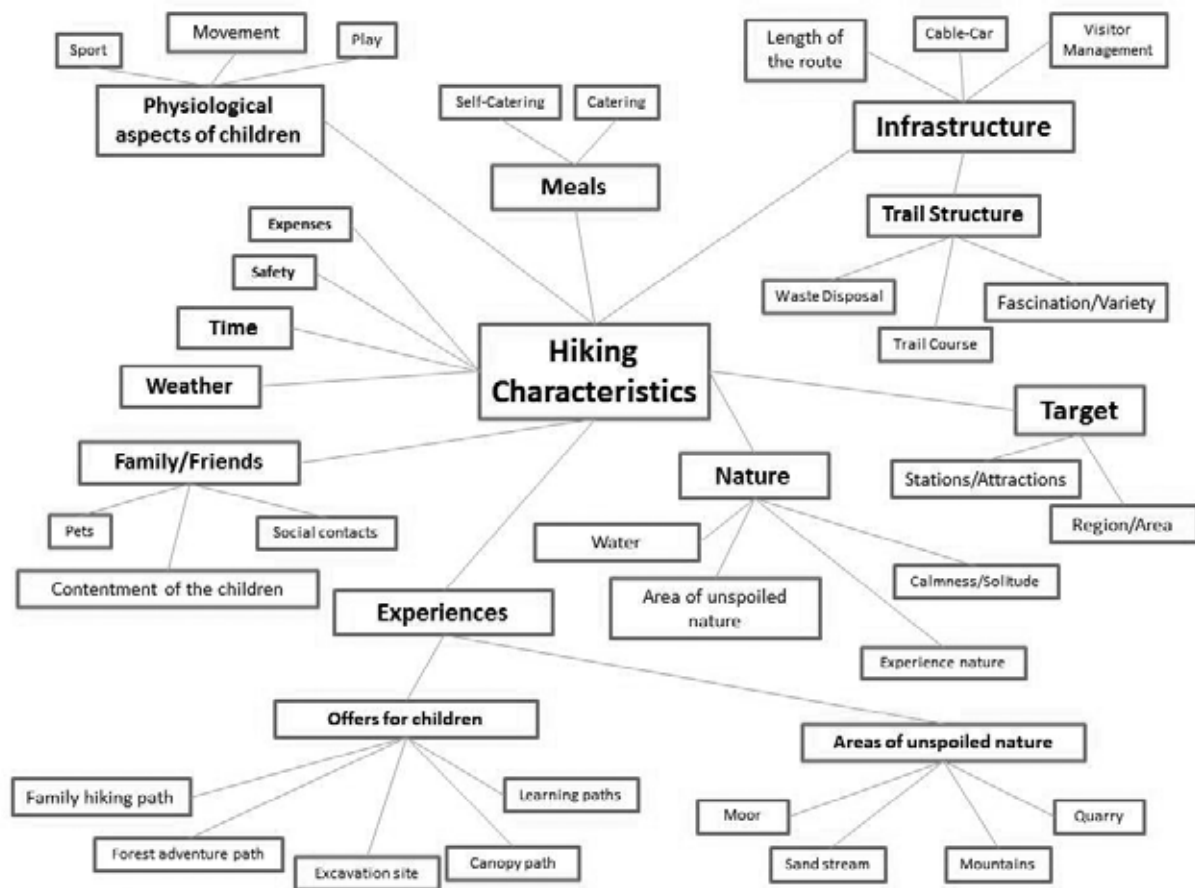 Sport
Movement
Play
Physiological
aspects of children
Self-Catering
Catering
Meals
Length of
the route
Cable-Car
Visitor
Management
Infrastructure
Trail Structure
Waste Disposal
Trail Course
Fascination/Variety
Expenses
Safety
Time
Weather
Hiking
Characteristics
Target
Stations/Attractions
Region/Area
Family/Friends
Pets
Social contacts
Contentment of the children
Nature
Water
Area of unspoiled
nature
Calmness/Solitude
Experience nature
Experiences
Offers for children
Family hiking path
Forest adventure path
Excavation site
Canopy path
Learning paths
Areas of unspoiled nature
Moor
Sand stream
Mountains
Quarry